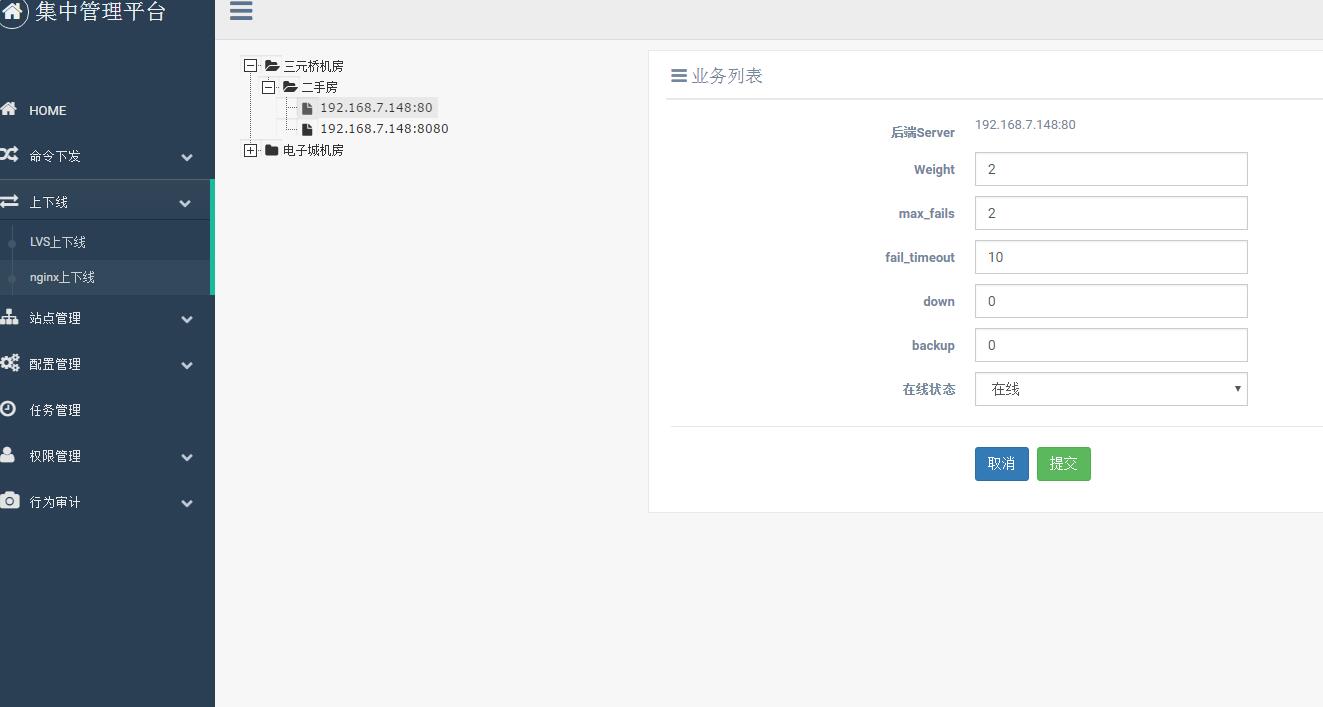 集中管理平台
HOME
命令下发
上下线
LVS上下线
nginx上下线
站点管理
配置管理
任务管理
权限管理
行为审计
三元桥机房
二手房
192.168.7.148:80
192.168.7.148:8080
电子城机房
业务列表
后端Server 192.168.7.148:80
Weight 2
max_fails 2
fail_timeout 10
down 0
backup 0
在线状态 在线
取消 提交